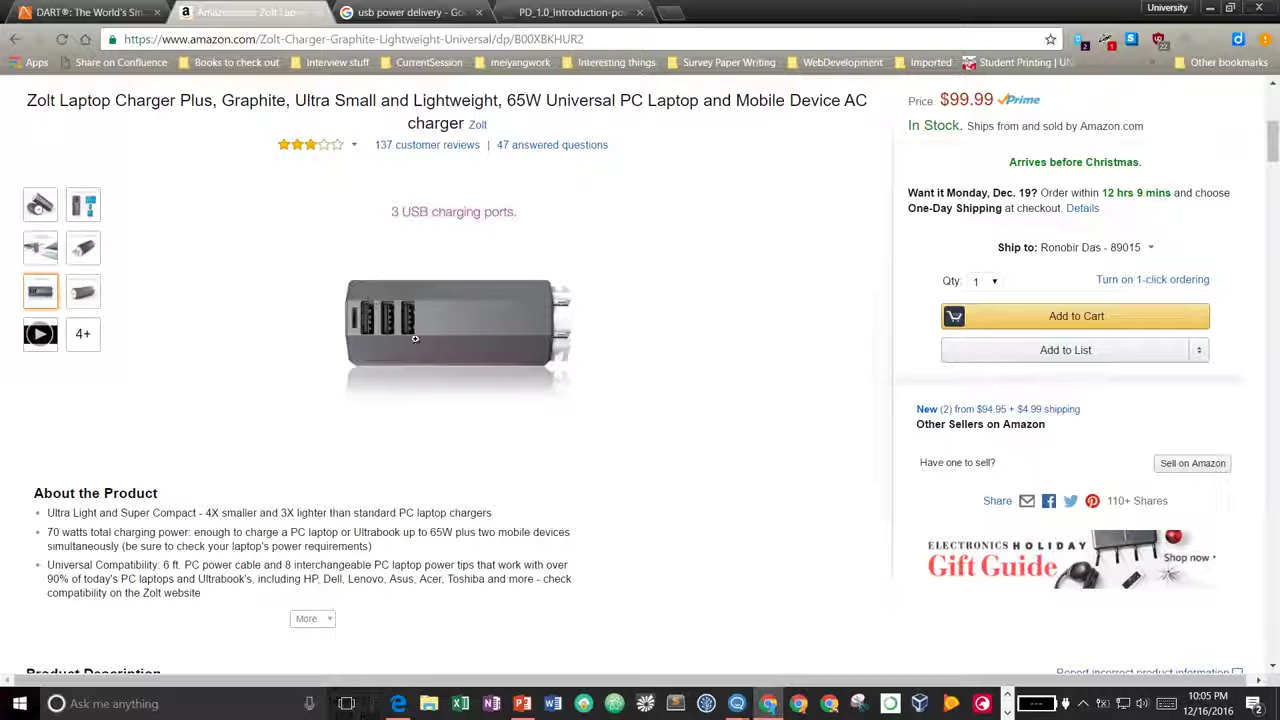 DART®: The World's Sm
Amazon
Zolt Lap
usb power delivery - Go
PD_1.0_Introduction-pow
University
https://www.amazon.com/Zolt-Charger-Graphite-Lightweight-Universal/dp/B00XBKHUR2
Apps
Share on Confluence
Books to check out
Interview stuff
CurrentSession
meiyangwork
Interesting things
Survey Paper Writing
WebDevelopment
Imported
Student Printing | UN
Other bookmarks
Zolt Laptop Charger Plus, Graphite, Ultra Small and Lightweight, 65W Universal PC Laptop and Mobile Device AC
charger Zolt
137 customer reviews | 47 answered questions
3 USB charging ports.
4+
About the Product
Ultra Light and Super Compact - 4X smaller and 3X lighter than standard PC laptop chargers
70 watts total charging power: enough to charge a PC laptop or Ultrabook up to 65W plus two mobile devices
simultaneously (be sure to check your laptop's power requirements)
Universal Compatibility: 6 ft. PC power cable and 8 interchangeable PC laptop power tips that work with over
90% of today's PC laptops and Ultrabook's, including HP, Dell, Lenovo, Asus, Acer, Toshiba and more - check
compatibility on the Zolt website
More
Product Description
Price: $99.99 Prime
In Stock. Ships from and sold by Amazon.com
Arrives before Christmas.
Want it Monday, Dec. 19? Order within 12 hrs 9 mins and choose
One-Day Shipping at checkout. Details
Ship to: Ronobir Das - 89015
Qty: 1
Turn on 1-click ordering
Add to Cart
Add to List
New (2) from $94.95 + $4.99 shipping
Other Sellers on Amazon
Have one to sell?
Sell on Amazon
Share
110+ Shares
ELECTRONICS HOLIDAY
Gift Guide
Shop now
Report incorrect product information
Ask me anything
10:05 PM
12/16/2016